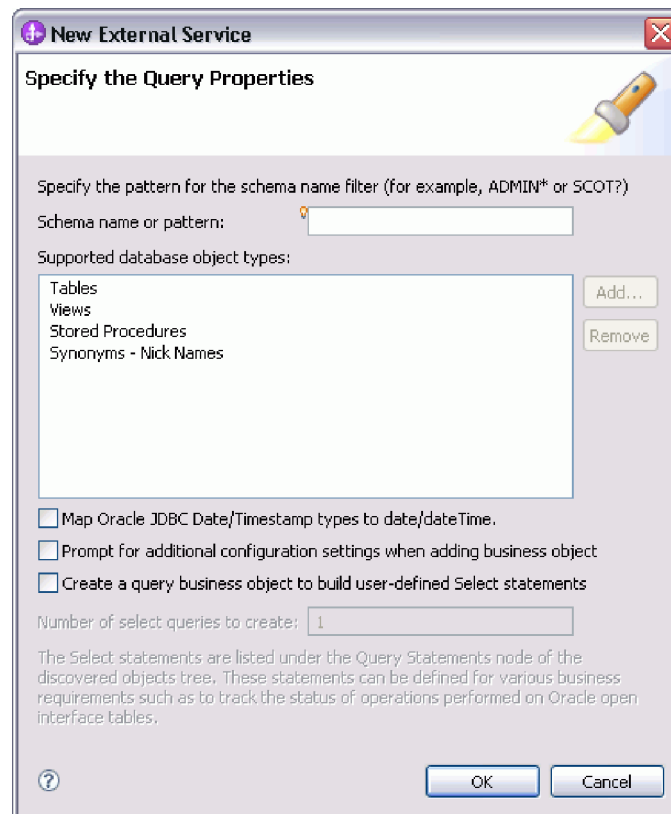 New External Service
Specify the Query Properties
Specify the pattern for the schema name filter (for example, ADMIN* or SCOT?)
Schema name or pattern:
Supported database object types:
Tables
Views
Stored Procedures
Synonyms - Nick Names
Add...
Remove
Map Oracle JDBC Date/Timestamp types to date/dateTime.
Prompt for additional configuration settings when adding business object
Create a query business object to build user-defined Select statements
Number of select queries to create: 1
The Select statements are listed under the Query Statements node of the
discovered objects tree. These statements can be defined for various business
requirements such as to track the status of operations performed on Oracle open
interface tables.
?
OK
Cancel